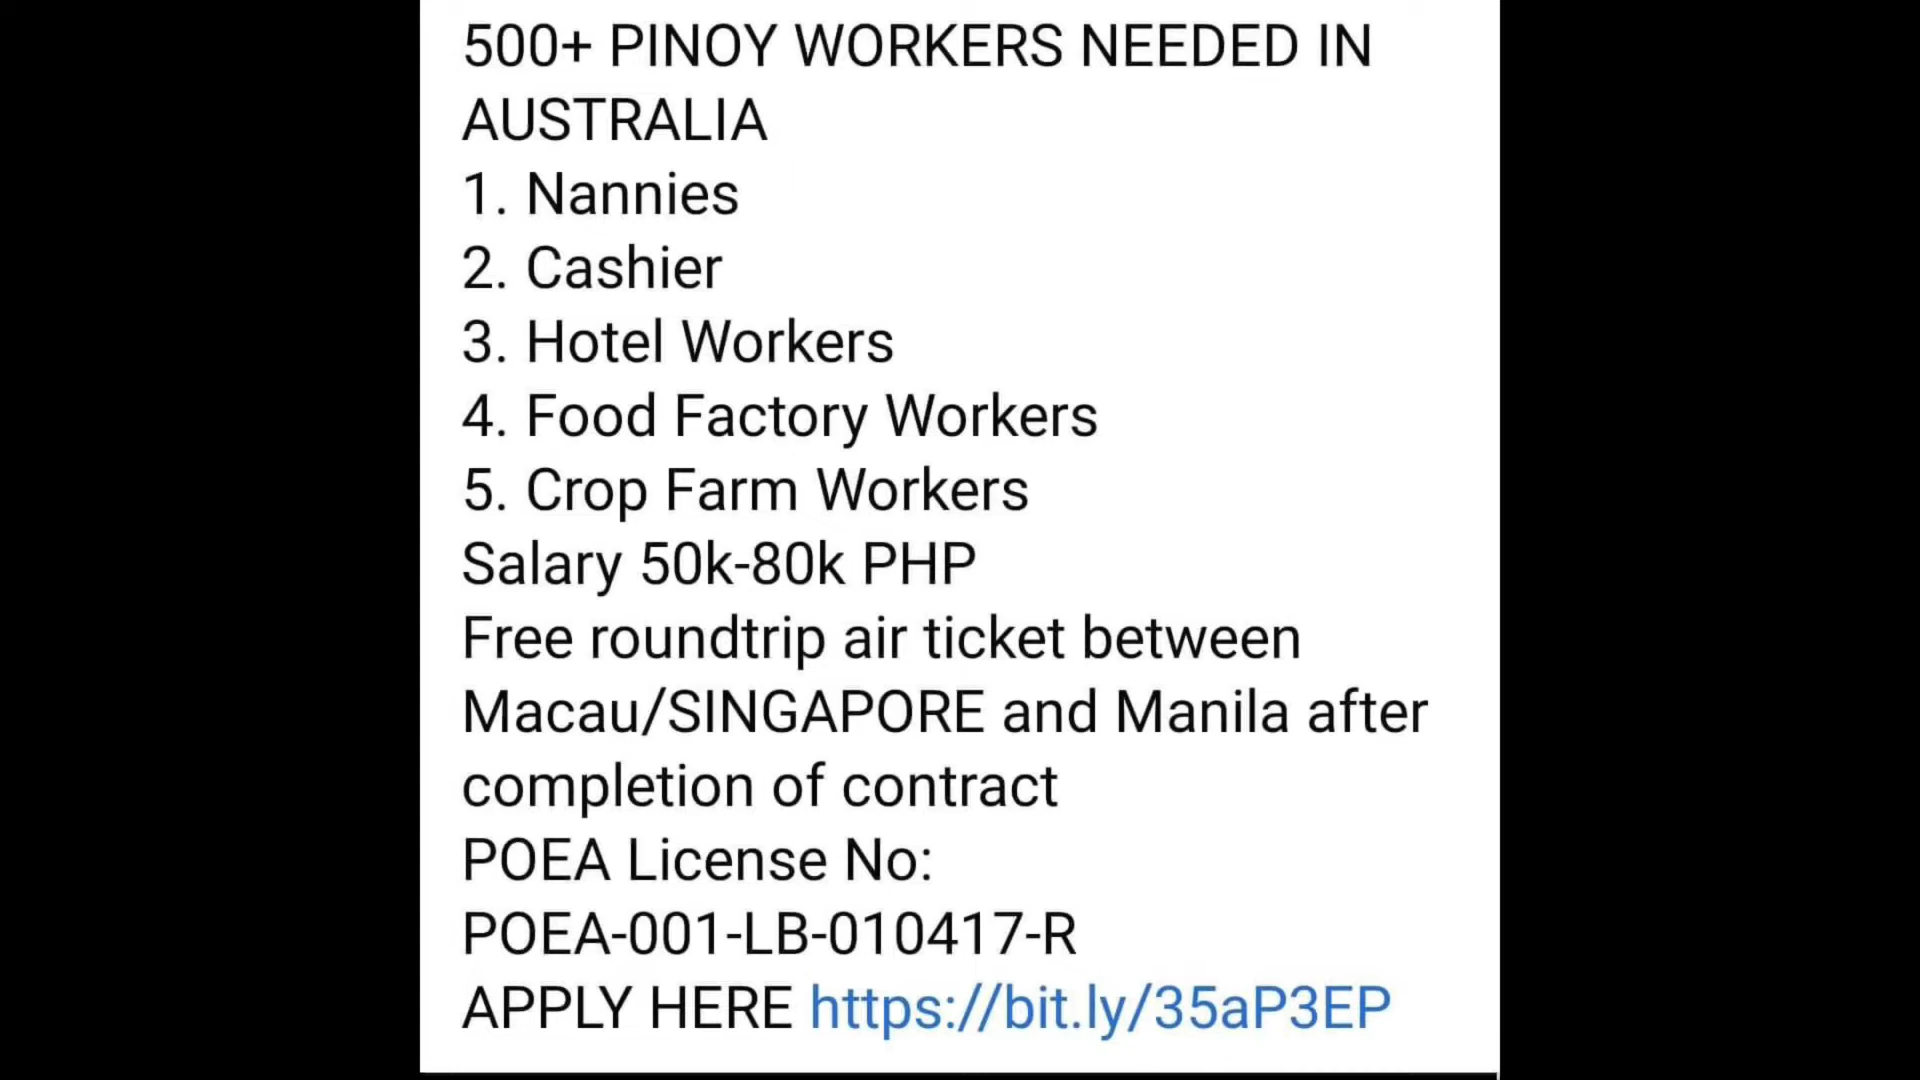 500+ PINOY WORKERS NEEDED IN
AUSTRALIA
1. Nannies
2. Cashier
3. Hotel Workers
4. Food Factory Workers
5. Crop Farm Workers
Salary 50k-80k PHP
Free roundtrip air ticket between
Macau/SINGAPORE and Manila after
completion of contract
POEA License No:
POEA-001-LB-010417-R
APPLY HERE https://bit.ly/35aP3EP